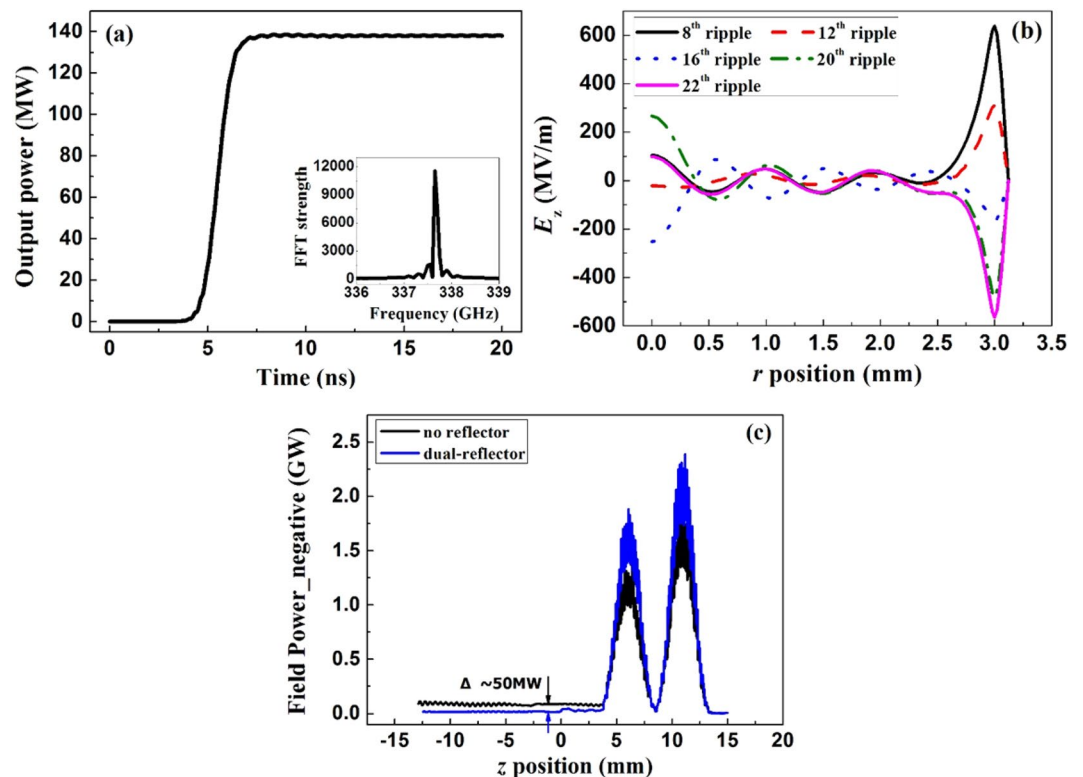 (a)
Output power (MW)
140
120
100
80
60
40
20
0
0 5 10 15 20
Time (ns)
FFT strength
12000
9000
6000
3000
0
336 337 338 339
Frequency (GHz)
(b)
8th ripple 12th ripple
16th ripple 20th ripple
22th ripple
Ez (MV/m)
600
400
200
0
-200
-400
-600
0.0 0.5 1.0 1.5 2.0 2.5 3.0 3.5
r position (mm)
(c)
no reflector
dual-reflector
Field Power_negative (GW)
2.5
2.0
1.5
1.0
0.5
0.0
Δ ~50MW
-15 -10 -5 0 5 10 15 20
z position (mm)